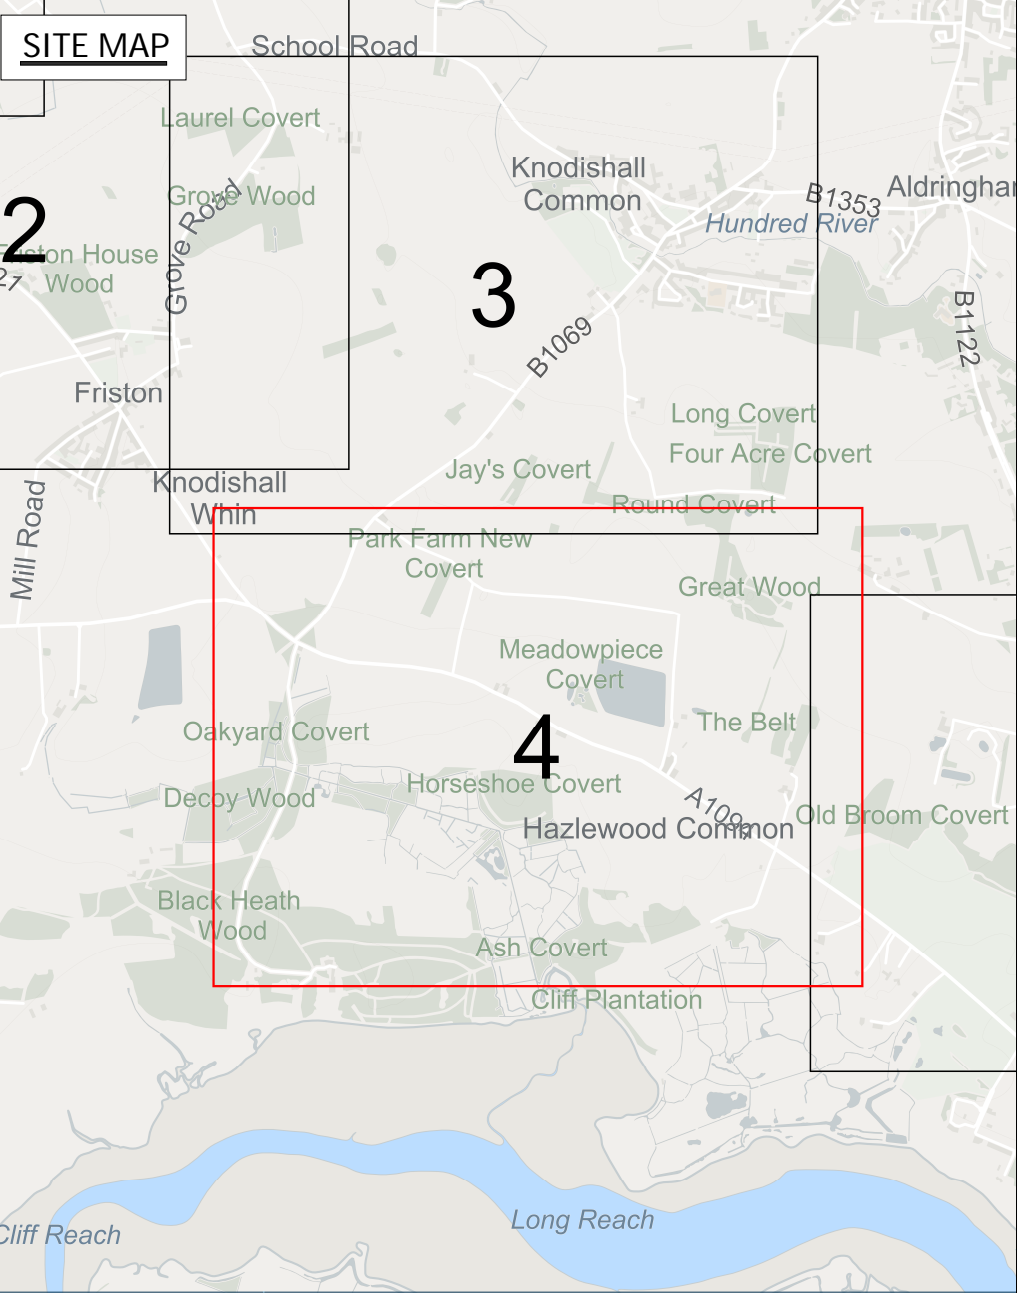 SITE MAP
School Road
Laurel Covert
Knodishall
Common
Aldringha
B1353
Grove Wood
Hundred River
2
Grove Road
Friston House
Wood
3
B1122
B1069
Friston
Long Covert
Four Acre Covert
Jay's Covert
Knodishall
Whin
Mill Road
Round Covert
Park Farm New
Covert
Great Wood
Meadowpiece
Covert
The Belt
Oakyard Covert
4
Horseshoe Covert
Decoy Wood
Hazlewood Common
Old Broom Covert
Black Heath
Wood
Ash Covert
Cliff Plantation
Long Reach
Cliff Reach